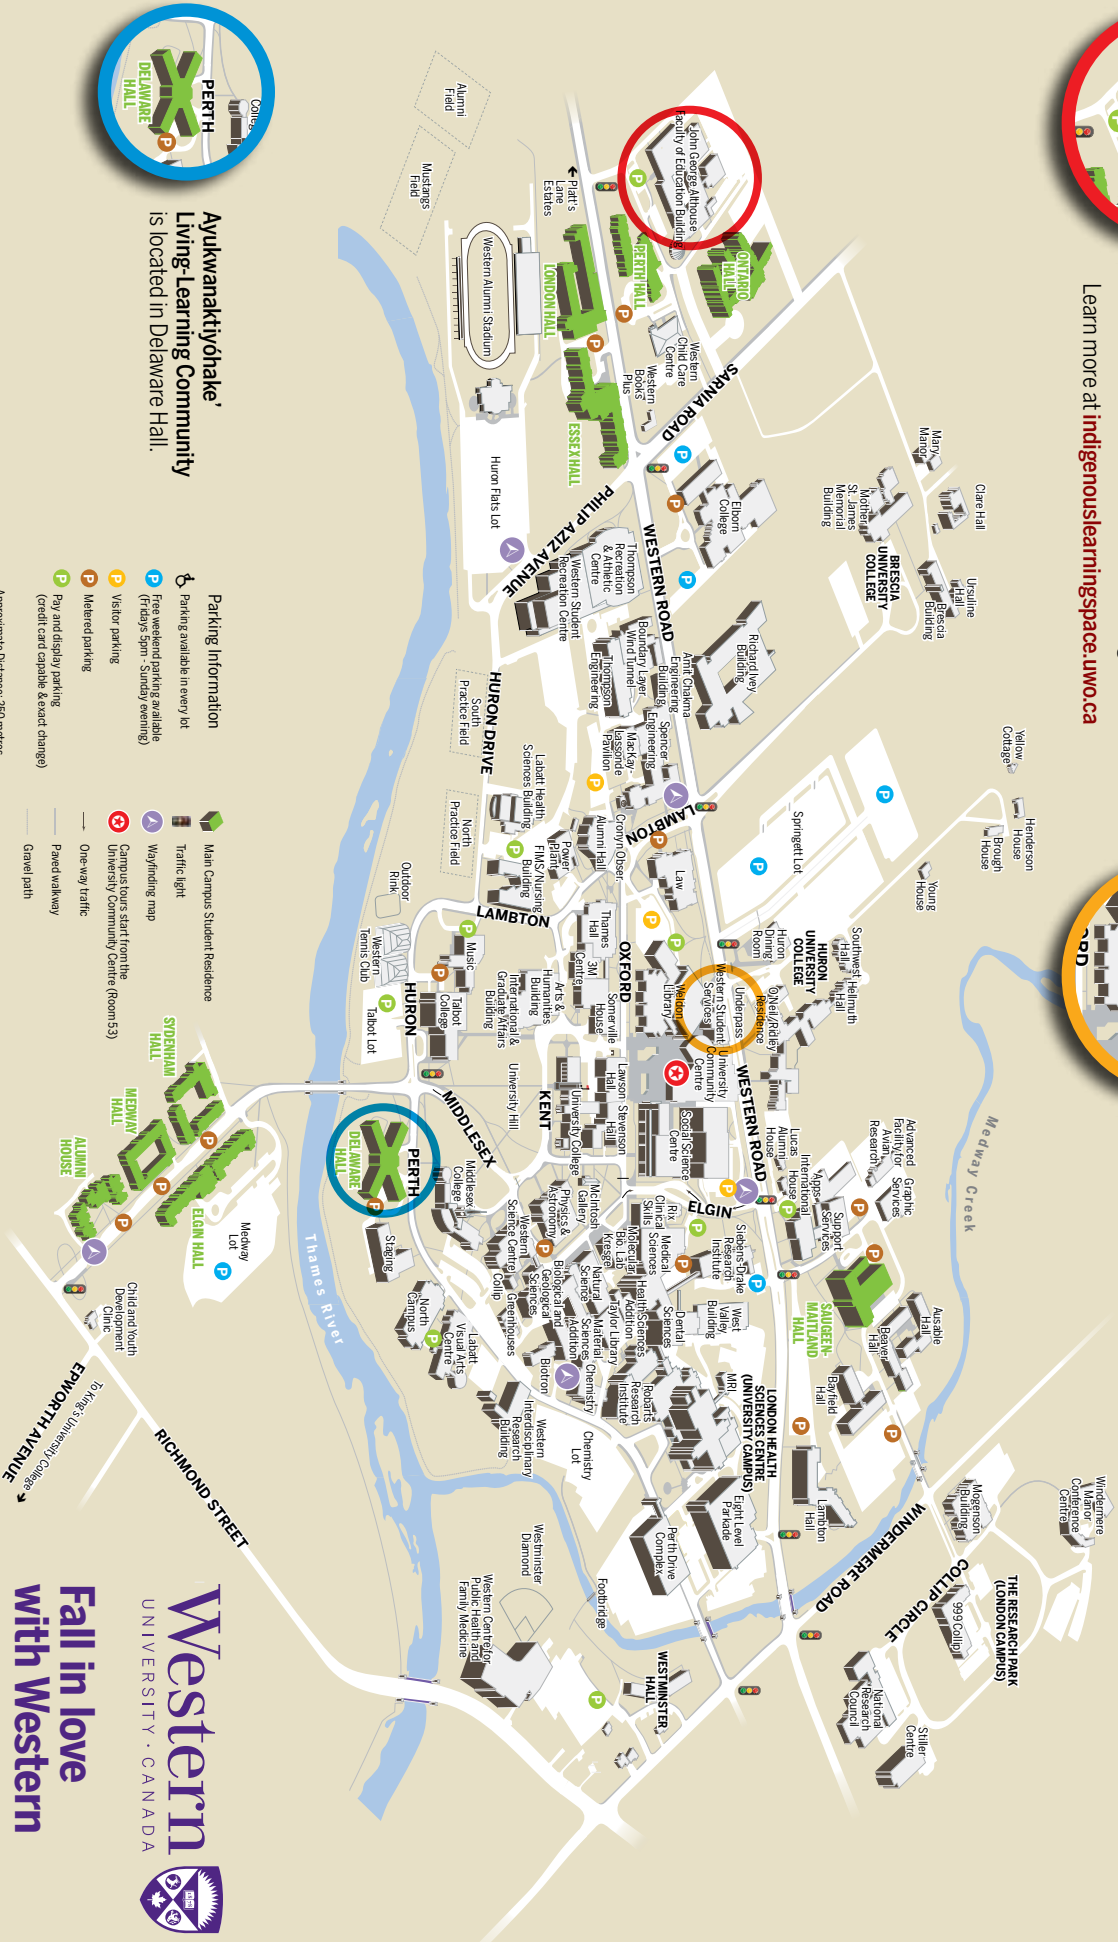 Learn more at indigenouslearningspace.uwo.ca
ORD
Colle
PERTH
DELAWARE
HALL
P
Ayukwanaktiyóhake'
Living-Learning Community
is located in Delaware Hall.
Parking Information
Parking available in every lot
P
Free weekend parking available
(Fridays 5pm - Sunday evening)
P
Visitor parking
P
Metered parking
P
Pay and display parking
(credit card capable & exact change)
Approximate Distance: 250 metres
Main Campus Student Residence
Traffic light
Wayfinding map
Campus tours start from the
University Community Centre (Room 53)
One-way traffic
Paved walkway
Gravel path
Alumni
Field
Mustangs
Field
Western Alumni Stadium
Huron Flats Lot
Platt's
Lane
Estates
John George Althouse
Faculty of Education Building
ONTARIO
HALL
PERTH HALL
LONDON HALL
ESSEX HALL
Western
Child Care
Centre
Western
Books
Plus
SARNIA ROAD
PHILIP AZIZ AVENUE
WESTERN ROAD
Elborn
College
Mary
Manor
Clare Hall
Mother
St. James
Memorial
Building
BRESCIA
UNIVERSITY
COLLEGE
Ursuline
Hall
Brescia
Building
Thompson
Recreation
& Athletic
Centre
Western Student
Recreation Centre
Richard Ivey
Building
Amit Chakma
Engineering
Building
Boundary Layer
Wind Tunnel
Thompson
Engineering
Spencer
Engineering
MacKay-
Lassonde
Pavilion
HURON DRIVE
South
Practice Field
North
Practice Field
Labatt Health
Sciences Building
FIMS/Nursing
Building
Power
Plant
Cronyn Obser.
Alumni Hall
LAMBTON
Law
Springett Lot
Yellow
Cottage
Henderson
House
Brough
House
Young
House
Outdoor
Rink
LAMBTON
Western
Tennis Club
Talbot Lot
HURON
Music
Talbot
College
Thames
Hall
3M
Centre
OXFORD
Arts &
Humanities
Building
International &
Graduate Affairs
Building
Somerville
House
Weldon
Library
Western Student
Services
Underpass
Huron
Dining
Room
HURON
UNIVERSITY
COLLEGE
O'Neil/Ridley
Residence
Southwest
Hall
Hellmuth
Hall
University
Community
Centre
WESTERN ROAD
University Hill
KENT
University College
Lawson
Hall
Stevenson
Hall
Social Science
Centre
Lucas
Alumni
House
International
House
Apps
Support
Services
Advanced
Facility for
Avian
Research
Graphic
Services
Medway Creek
MIDDLESEX
Middlesex
College
PERTH
DELAWARE
HALL
Staging
Thames River
SYDENHAM
HALL
MEDWAY
HALL
ALUMNI
HOUSE
ELGIN HALL
Medway
Lot
Child and Youth
Development
Clinic
EPWORTH AVENUE
To King's University College
RICHMOND STREET
ELGIN
Physics &
Astronomy
McIntosh
Gallery
Western
Science Centre
Collip
Rix
Clinical
Skills
Medical
Sciences
Molecular
Bio. Lab
Kresge
Siebens Drake
Research
Institute
Natural
Science
Biological and
Geological
Sciences
Greenhouses
Health Sciences
Addition
Taylor Library
Material
Sciences
Addition
Chemistry
Biotron
Dental
Sciences
West
Valley
Building
Robarts
Research
Institute
MRI
LONDON HEALTH
SCIENCES CENTRE
(UNIVERSITY CAMPUS)
SAUGEEN-
MAITLAND
HALL
Ausable
Hall
Beaver
Hall
Bayfield
Hall
Lambton
Hall
North
Campus
Labatt
Visual Arts
Centre
Western
Interdisciplinary
Research
Building
Chemistry
Lot
Eight Level
Parkade
Perth Drive
Complex
WINDERMERE ROAD
Mogenson
Building
Windermere
Manor
Conference
Centre
COLLIP CIRCLE
999 Collip
THE RESEARCH PARK
(LONDON CAMPUS)
National
Research
Council
Stiller
Centre
Westminster
Diamond
Footbridge
Western Centre for
Public Health and
Family Medicine
WESTMINSTER
HALL
Western
UNIVERSITY · CANADA
Fall in love
with Western